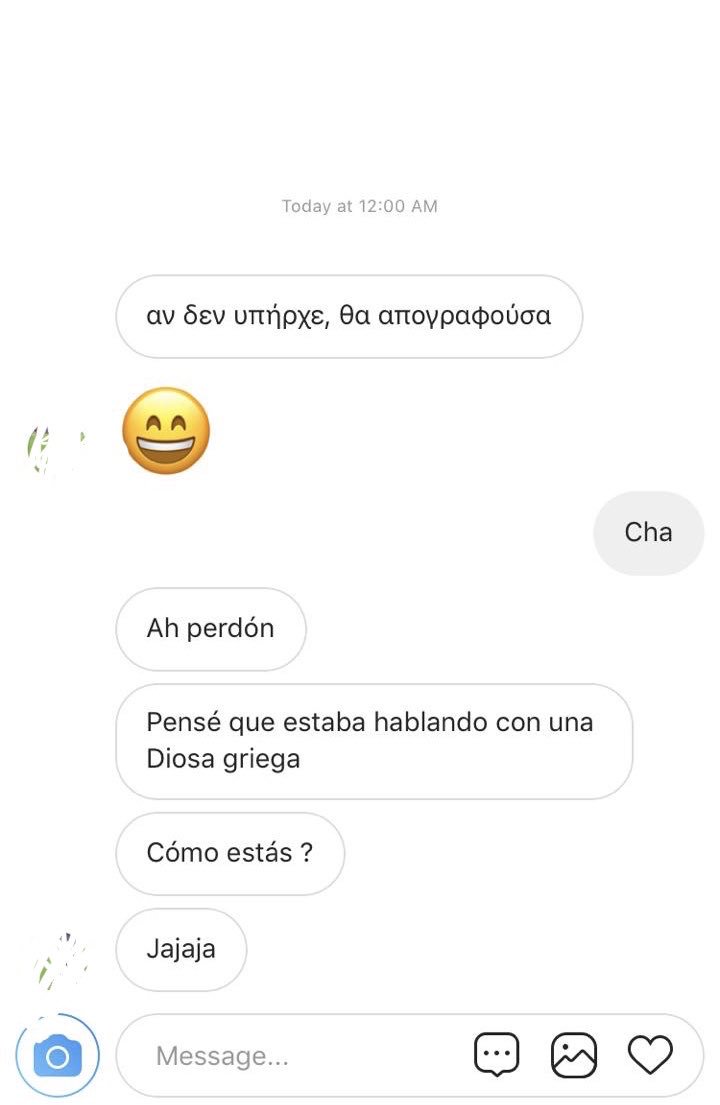 Today at 12:00 AM
αν δεν υπήρχε, θα απογραφούσα
Cha
Ah perdón
Pensé que estaba hablando con una
Diosa griega
Cómo estás ?
Jajaja
Message...